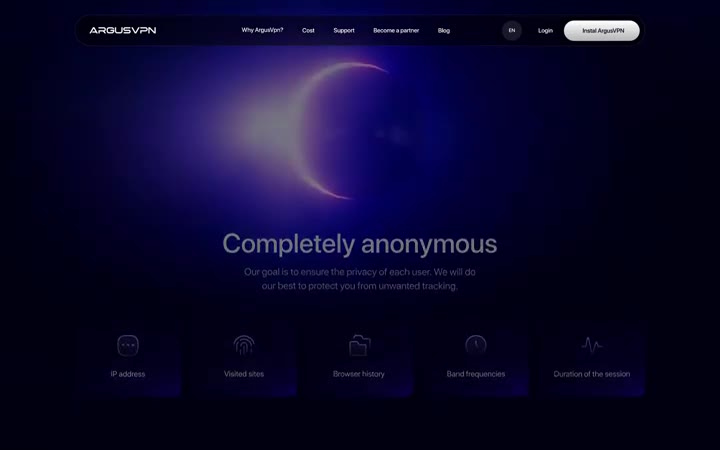 ARGUSVPN
Why ArgusVpn?
Cost
Support
Become a partner
Blog
EN
Login
Instal ArgusVPN
Completely anonymous
Our goal is to ensure the privacy of each user. We will do
our best to protect you from unwanted tracking.
IP address
Visited sites
Browser history
Band frequencies
Duration of the session